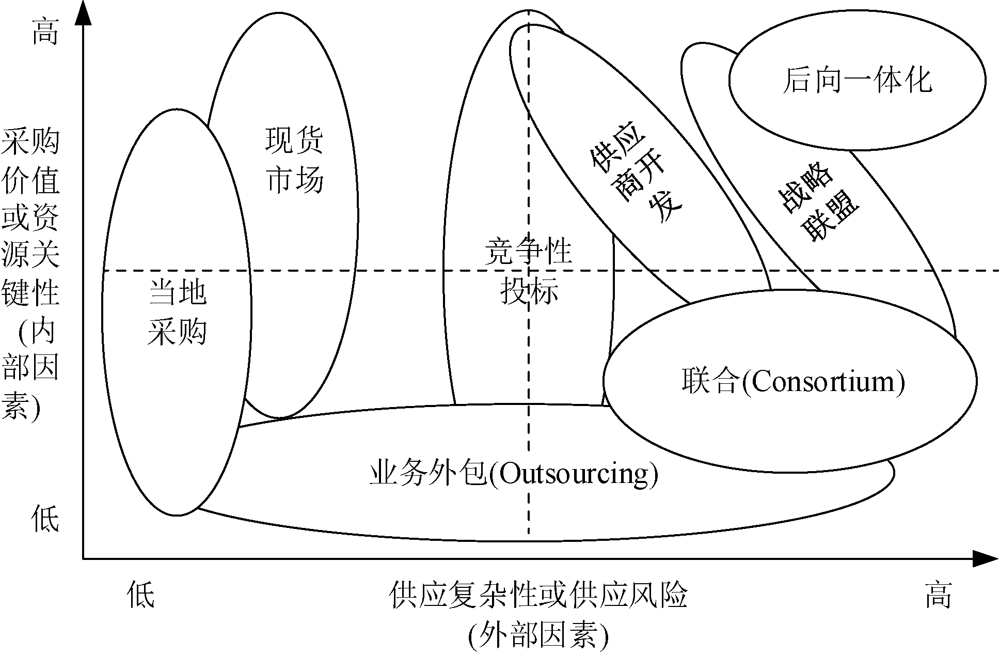 高
采购
价值
或资
源关
键性
(内
部因
素)
低
当地
采购
现货
市场
竞争性
投标
供应
商开
发
战略
联盟
后向一体化
联合(Consortium)
业务外包(Outsourcing)
低
供应复杂性或供应风险
(外部因素)
高